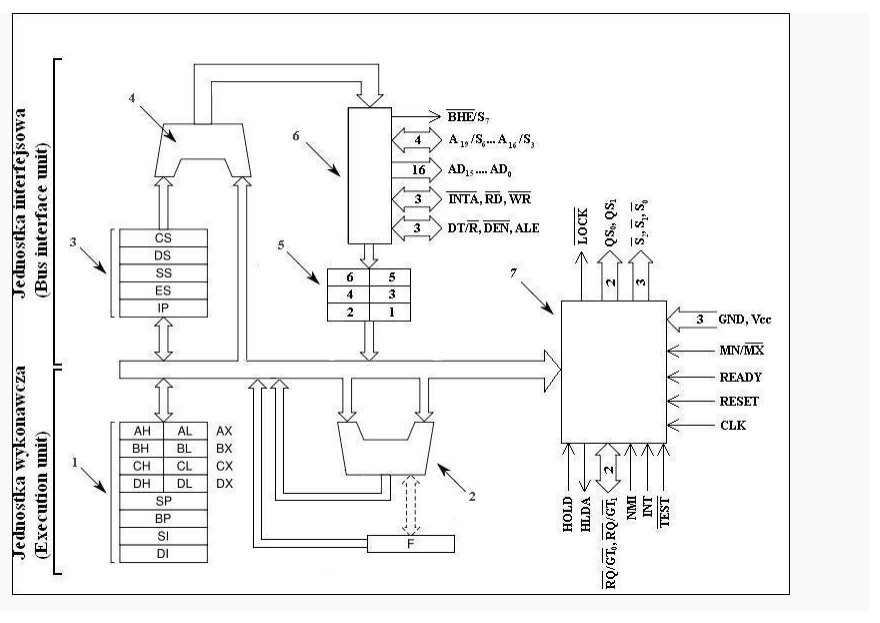 Jednostka interfejsowa
(Bus interface unit)
Jednostka wykonawcza
(Execution unit)
4
6
BHE/S7
4 A19/S6...A16/S3
16 AD15....AD0
3 INTA, RD, WR
3 DT/R, DEN, ALE
3
CS
DS
SS
ES
IP
5
6 5
4 3
2 1
7
LOCK
2 QS0, QS1
3 S2, S1, S0
3 GND, Vcc
MN/MX
READY
RESET
CLK
HOLD
HLDA
2 RQ/GT0, RQ/GT1
NMI
INT
TEST
1
AH AL AX
BH BL BX
CH CL CX
DH DL DX
SP
BP
SI
DI
2
F